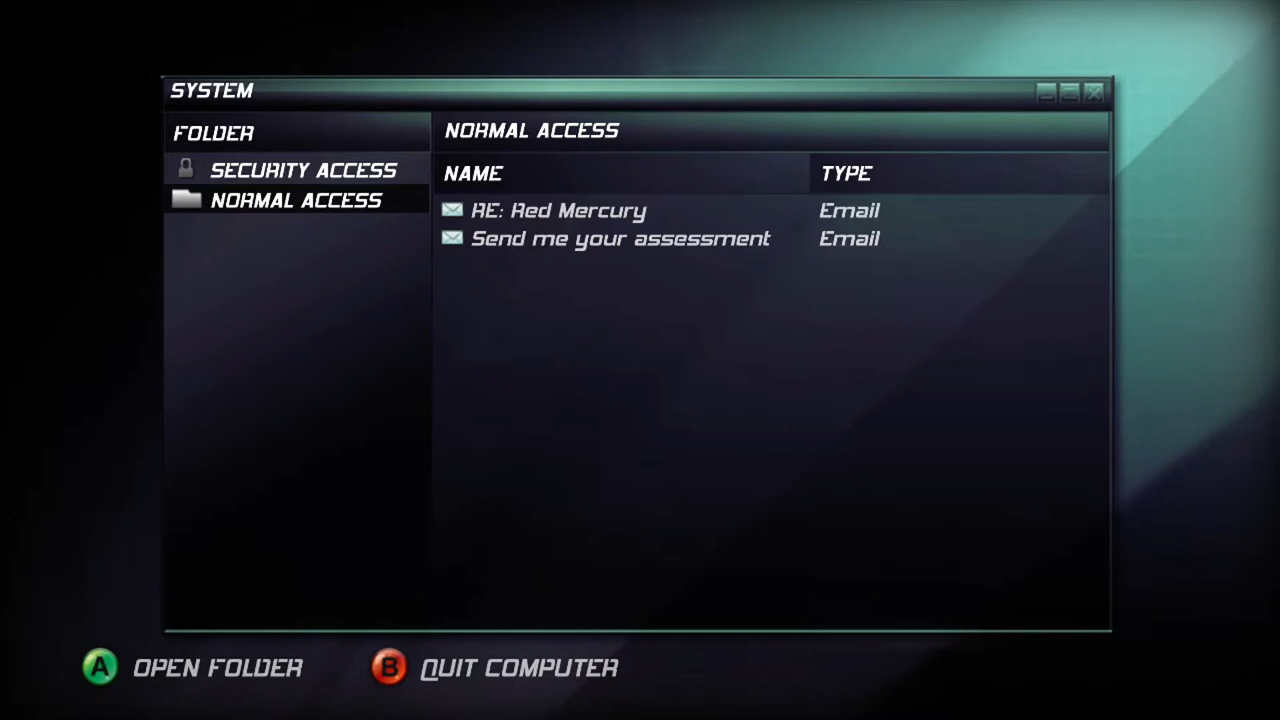 SYSTEM
FOLDER
SECURITY ACCESS
NORMAL ACCESS
NORMAL ACCESS
NAME TYPE
RE: Red Mercury Email
Send me your assessment Email
A OPEN FOLDER B QUIT COMPUTER